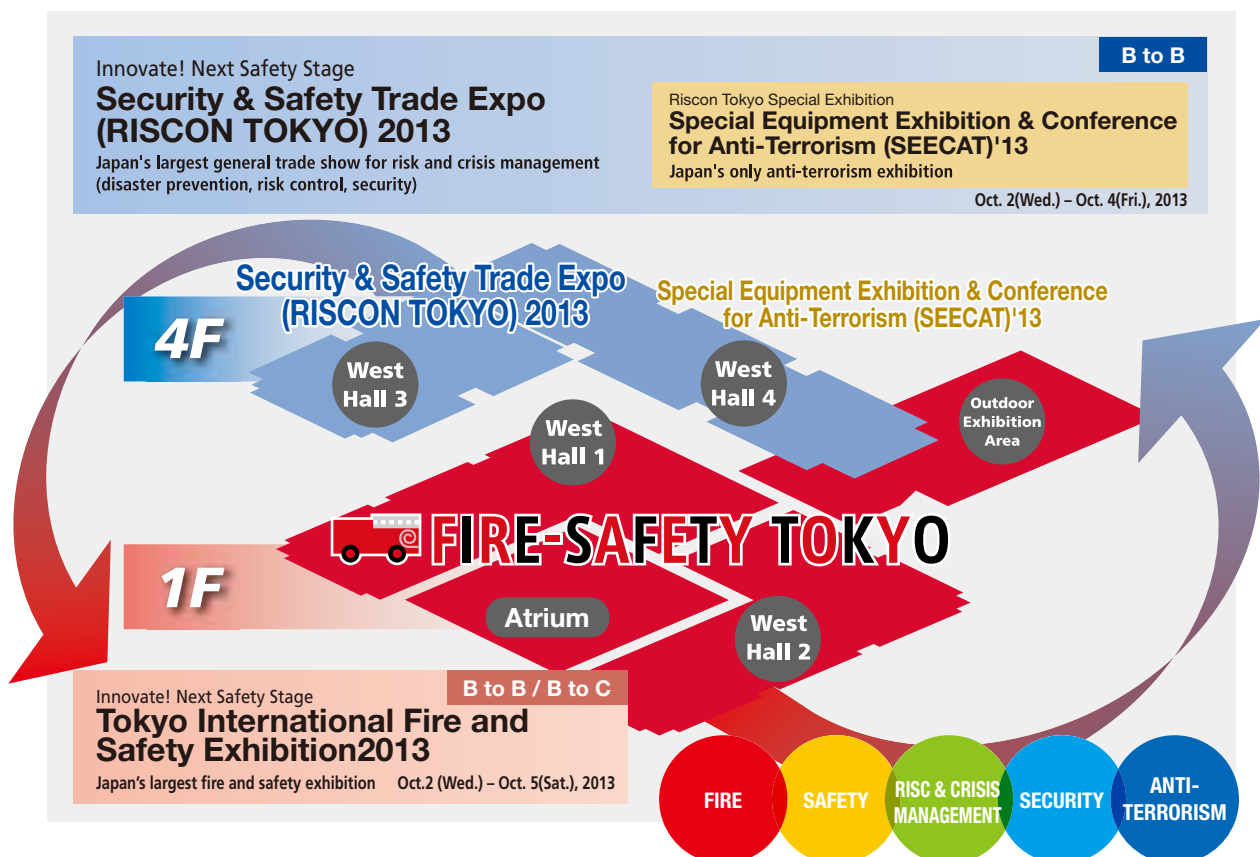 B to B
Innovate! Next Safety Stage
Security & Safety Trade Expo
(RISCON TOKYO) 2013
Japan's largest general trade show for risk and crisis management
(disaster prevention, risk control, security)
Riscon Tokyo Special Exhibition
Special Equipment Exhibition & Conference
for Anti-Terrorism (SEECAT)'13
Japan's only anti-terrorism exhibition
Oct. 2(Wed.) – Oct. 4(Fri.), 2013
Security & Safety Trade Expo
(RISCON TOKYO) 2013
Special Equipment Exhibition & Conference
for Anti-Terrorism (SEECAT)'13
4F
West
Hall 3
West
Hall 4
Outdoor
Exhibition
Area
West
Hall 1
FIRE-SAFETY TOKYO
1F
Atrium
West
Hall 2
B to B / B to C
Innovate! Next Safety Stage
Tokyo International Fire and
Safety Exhibition2013
Japan's largest fire and safety exhibition Oct.2 (Wed.) – Oct. 5(Sat.), 2013
FIRE
SAFETY
RISC & CRISIS
MANAGEMENT
SECURITY
ANTI-
TERRORISM